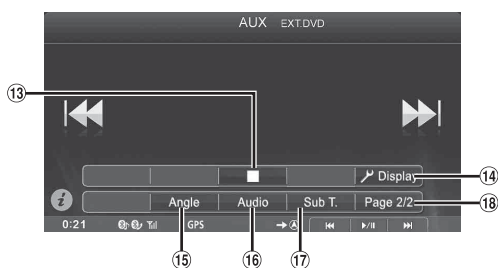 AUX EXT.DVD
13
Display 14
Angle Audio Sub T. Page 2/2 18
0:21 GPS
15 16 17